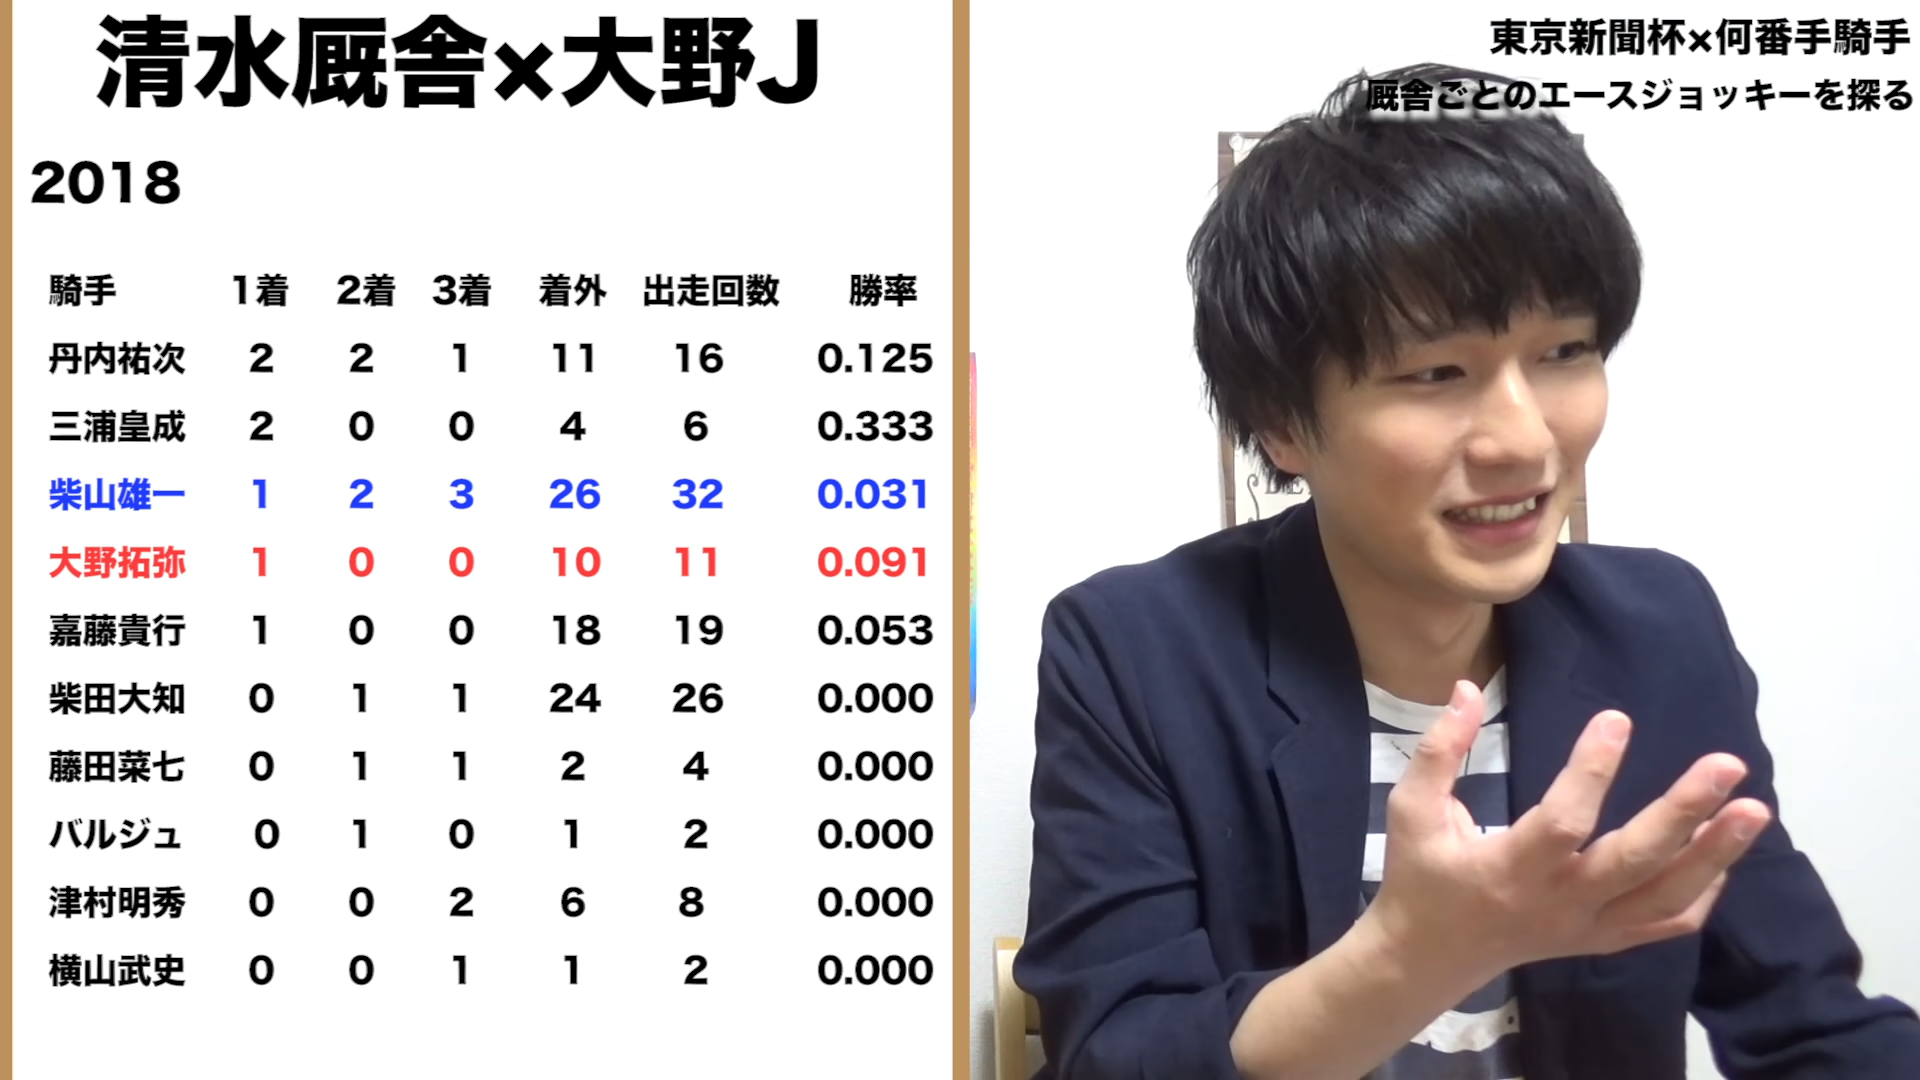 清水厩舎×大野J
東京新聞杯×何番手騎手
厩舎ごとのエースジョッキーを探る
2018
騎手 1着 2着 3着 着外 出走回数 勝率
丹内祐次 2 2 1 11 16 0.125
三浦皇成 2 0 0 4 6 0.333
柴山雄一 1 2 3 26 32 0.031
大野拓弥 1 0 0 10 11 0.091
嘉藤貴行 1 0 0 18 19 0.053
柴田大知 0 1 1 24 26 0.000
藤田菜七 0 1 1 2 4 0.000
バルジュ 0 1 0 1 2 0.000
津村明秀 0 0 2 6 8 0.000
横山武史 0 0 1 1 2 0.000